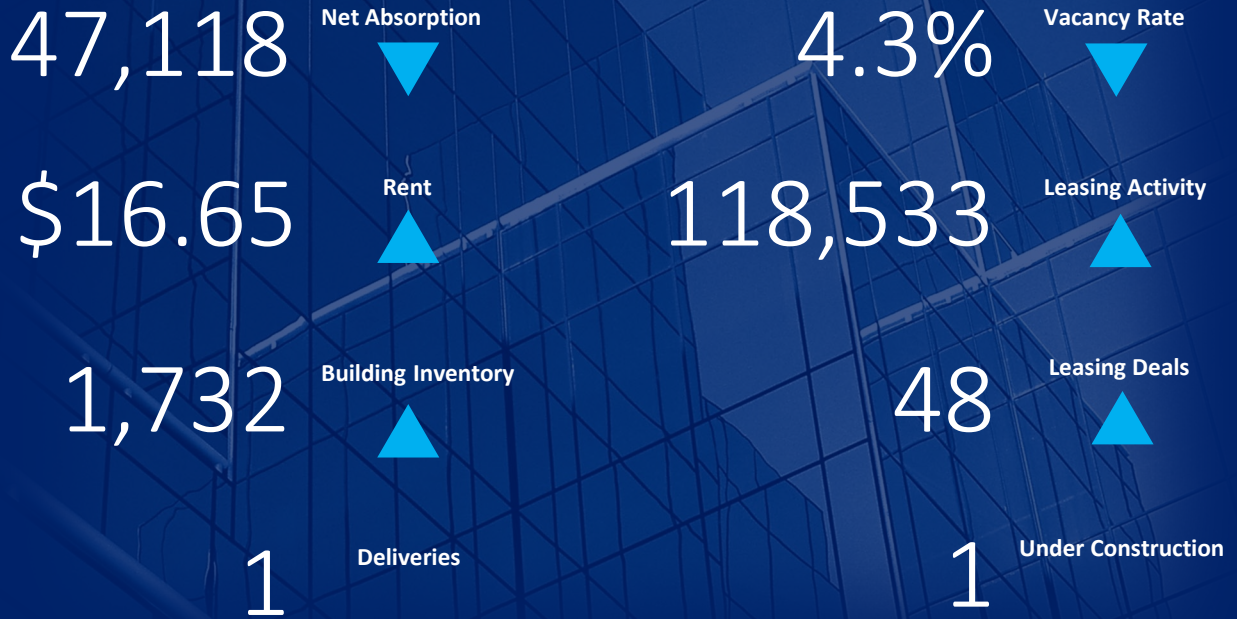 47,118 Net Absorption
4.3% Vacancy Rate
$16.65 Rent
118,533 Leasing Activity
1,732 Building Inventory
48 Leasing Deals
1 Deliveries
1 Under Construction